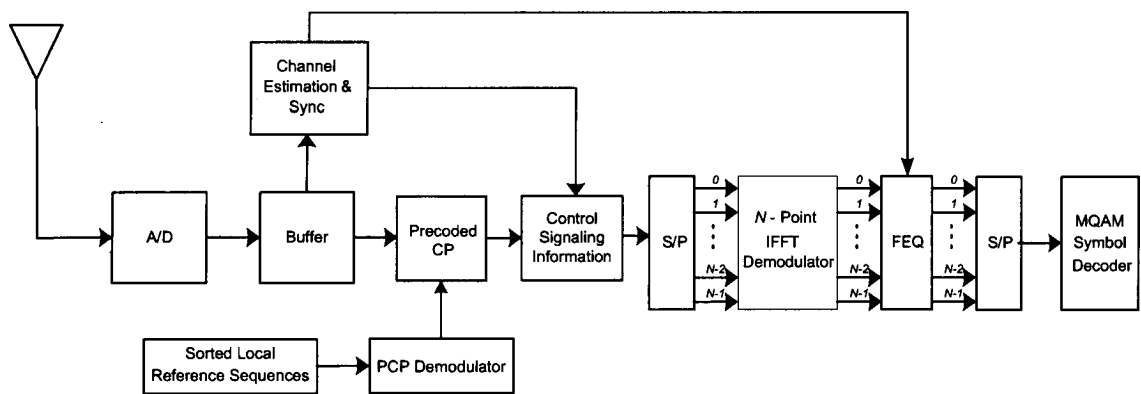 Channel
Estimation &
Sync
A/D
Buffer
Precoded
CP
Control
Signaling
Information
S/P
0
1
N-2
N-1
N - Point
IFFT
Demodulator
0
1
N-2
N-1
FEQ
0
1
N-2
N-1
S/P
MQAM
Symbol
Decoder
Sorted Local
Reference Sequences
PCP Demodulator